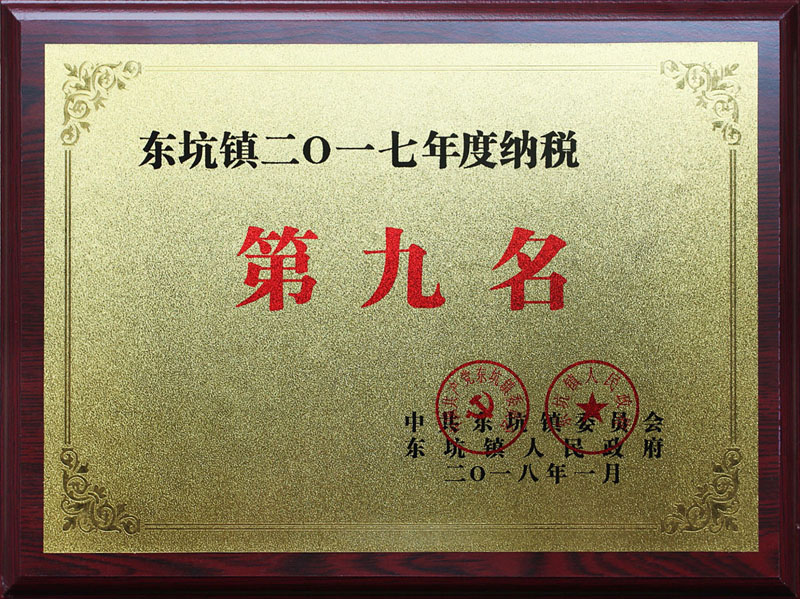 东坑镇二〇一七年度纳税
第九名
中共东坑镇委员会
东坑镇人民政府
二〇一八年一月